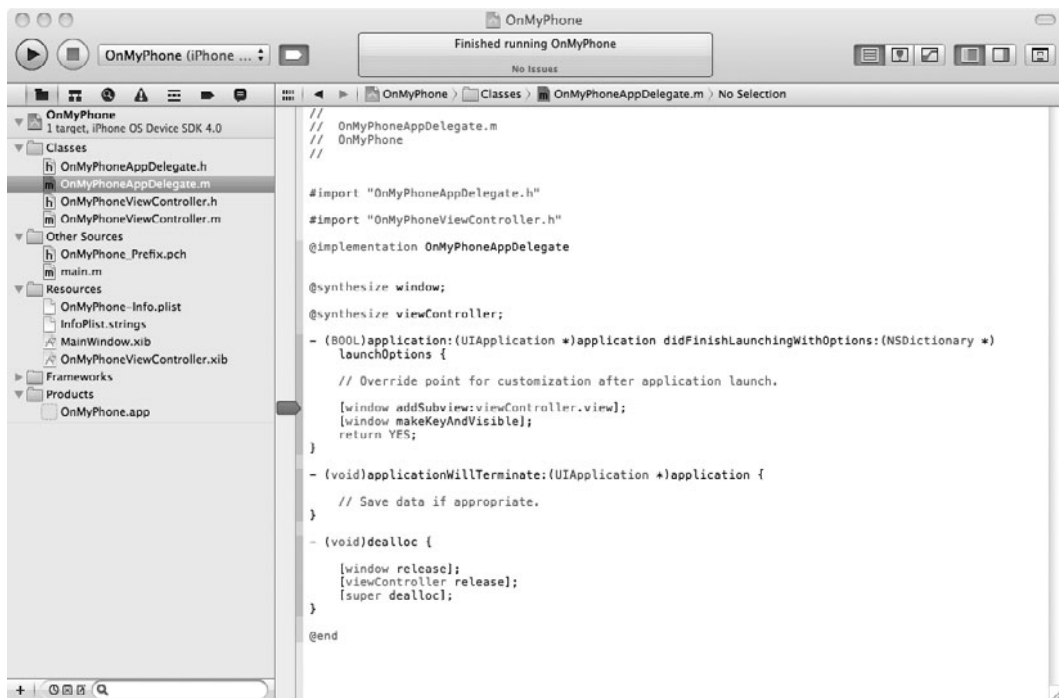 OnMyPhone
OnMyPhone (iPhone ...
Finished running OnMyPhone
No Issues
OnMyPhone
Classes
OnMyPhoneAppDelegate.m
No Selection
OnMyPhone
1 target, iPhone OS Device SDK 4.0
Classes
h OnMyPhoneAppDelegate.h
m OnMyPhoneAppDelegate.m
h OnMyPhoneViewController.h
m OnMyPhoneViewController.m
Other Sources
h OnMyPhone_Prefix.pch
m main.m
Resources
OnMyPhone-Info.plist
InfoPlist.strings
MainWindow.xib
OnMyPhoneViewController.xib
Frameworks
Products
OnMyPhone.app
//
//  OnMyPhoneAppDelegate.m
//  OnMyPhone
//
#import "OnMyPhoneAppDelegate.h"
#import "OnMyPhoneViewController.h"
@implementation OnMyPhoneAppDelegate
@synthesize window;
@synthesize viewController;
- (BOOL)application:(UIApplication *)application didFinishLaunchingWithOptions:(NSDictionary *)
launchOptions {
// Override point for customization after application launch.
[window addSubview:viewController.view];
[window makeKeyAndVisible];
return YES;
}
- (void)applicationWillTerminate:(UIApplication *)application {
// Save data if appropriate.
}
- (void)dealloc {
[window release];
[viewController release];
[super dealloc];
}
@end